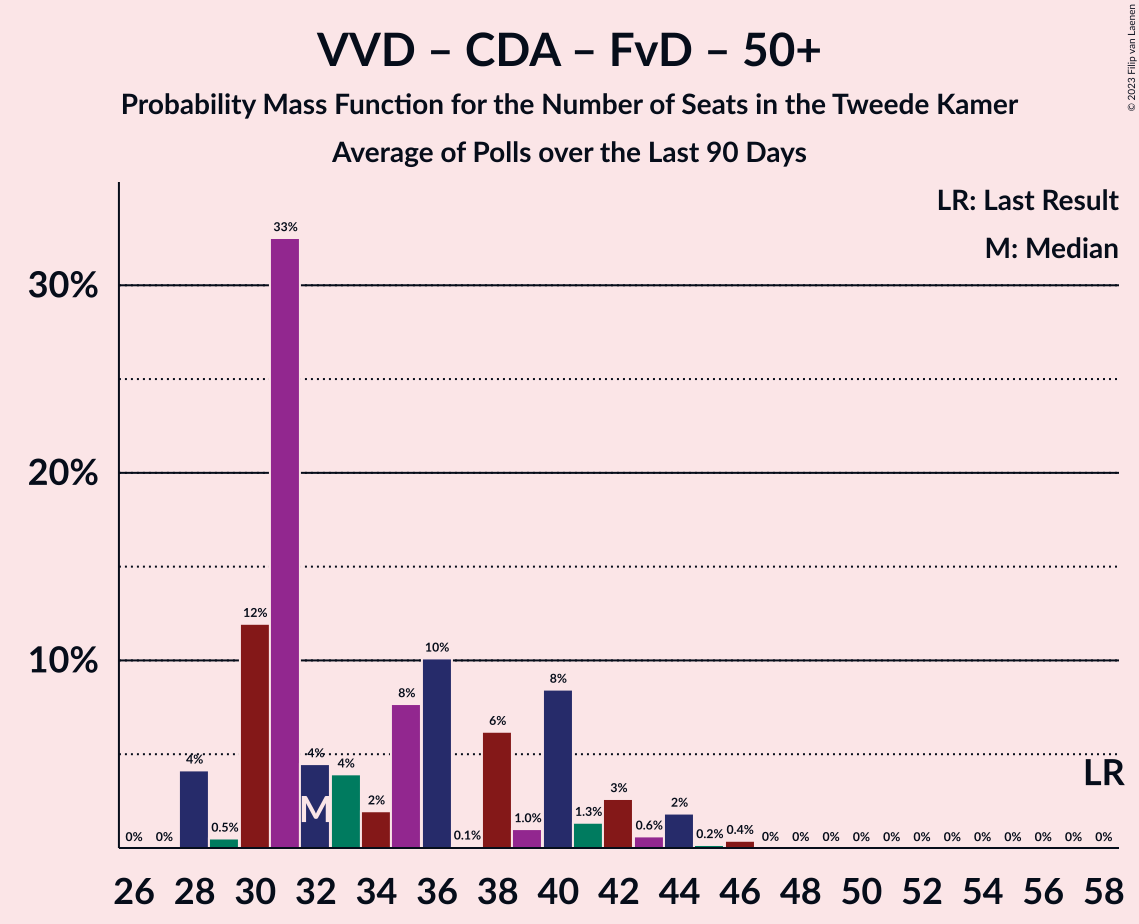 © 2023 Filip van Laenen
VVD – CDA – FvD – 50+
Probability Mass Function for the Number of Seats in the Tweede Kamer
Average of Polls over the Last 90 Days
LR: Last Result
M: Median
30%
20%
10%
0% 0% 4% 0.5% 12% 33% 4% 4% 2% 8% 10% 0.1% 6% 1.0% 8% 1.3% 3% 0.6% 2% 0.2% 0.4% 0% 0% 0% 0% 0% 0% 0% 0% 0% 0% 0% 0%
M
LR
26 28 30 32 34 36 38 40 42 44 46 48 50 52 54 56 58